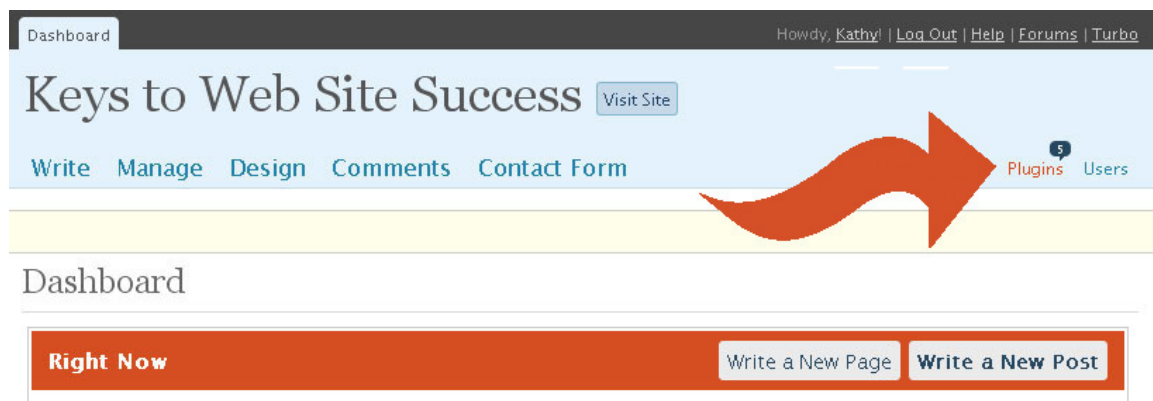 Dashboard
Howdy, Kathy! | Log Out | Help | Forums | Turbo
Keys to Web Site Success Visit Site
Write Manage Design Comments Contact Form
5
Plugins Users
Dashboard
Right Now Write a New Page Write a New Post